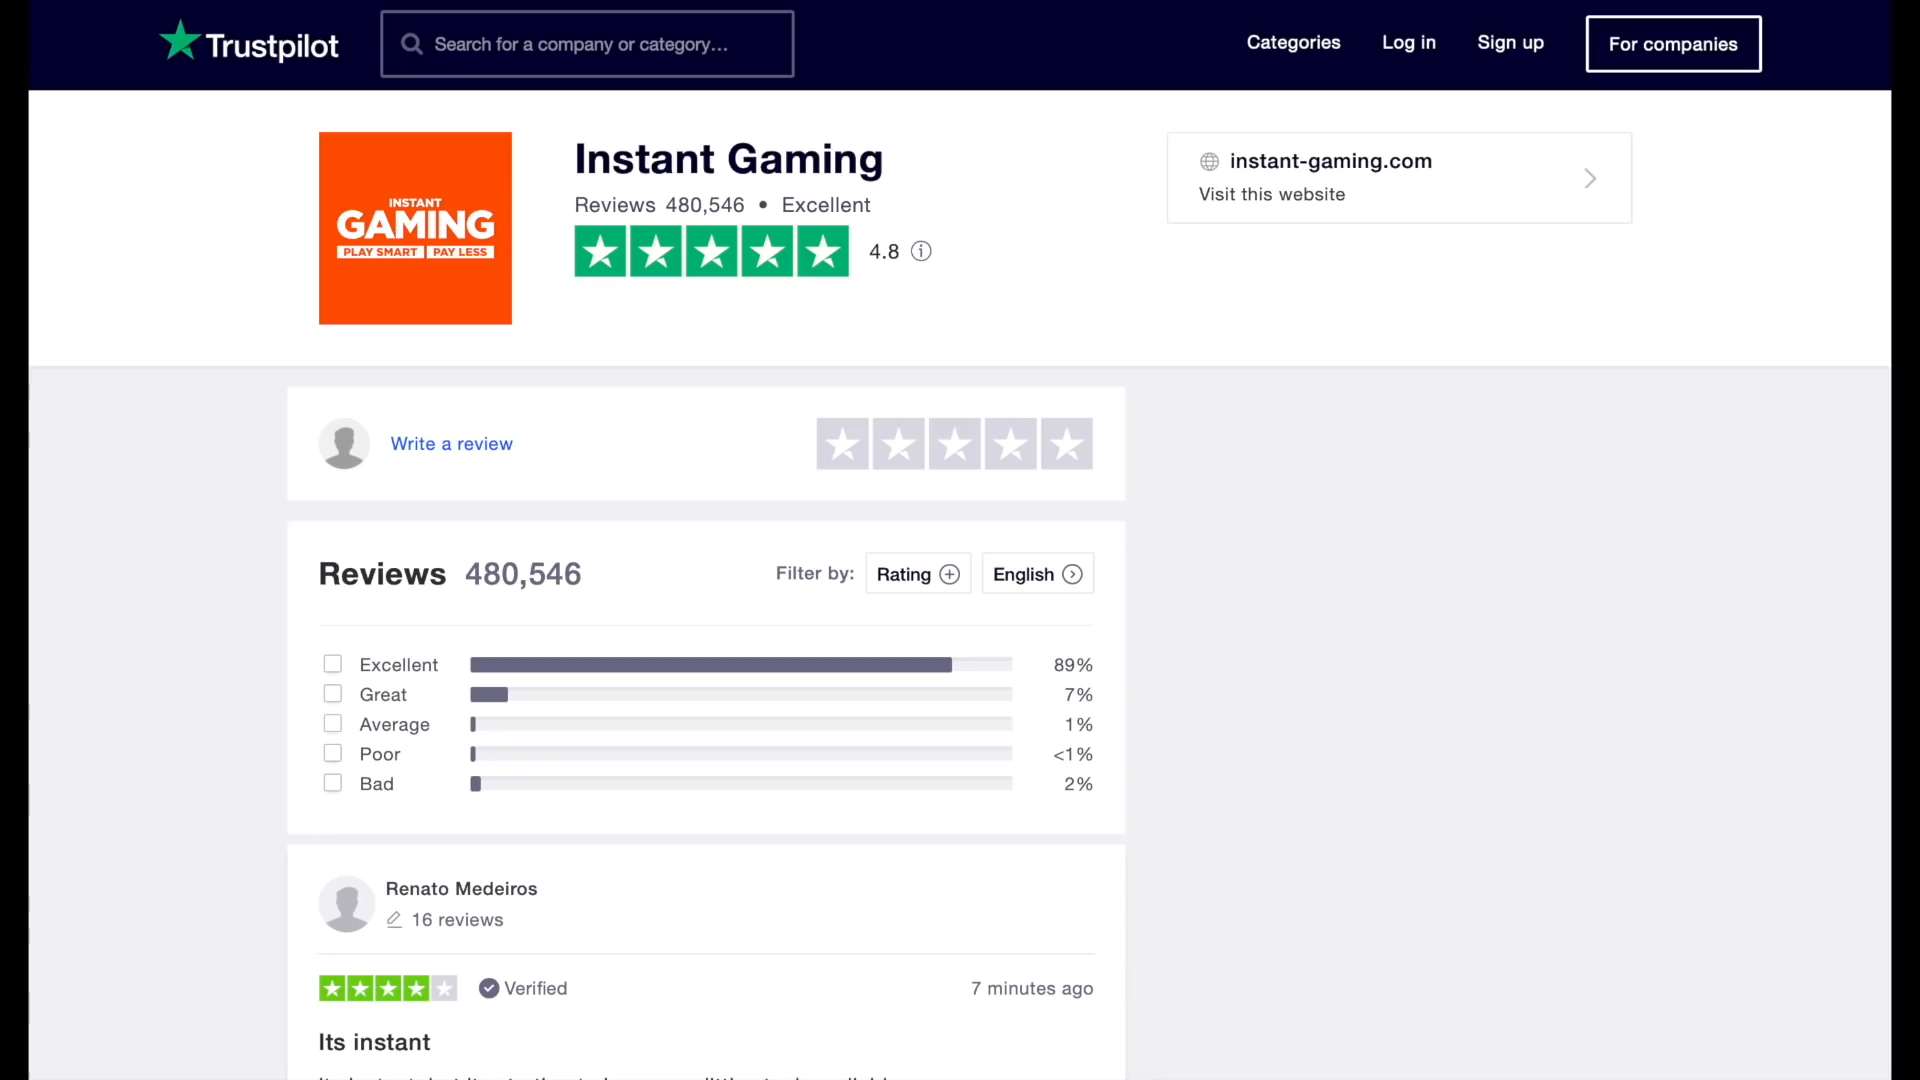 Trustpilot
Search for a company or category...
Categories
Log in
Sign up
For companies
INSTANT
GAMING
PLAY SMART PAY LESS
Instant Gaming
Reviews 480,546 • Excellent
4.8
instant-gaming.com
Visit this website
Write a review
Reviews 480,546
Filter by: Rating English
Excellent 89%
Great 7%
Average 1%
Poor <1%
Bad 2%
Renato Medeiros
16 reviews
Verified
7 minutes ago
Its instant